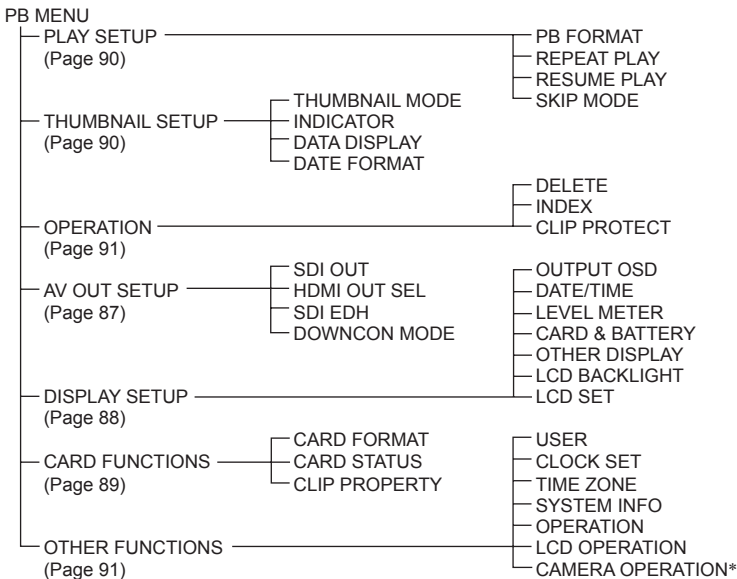 PB MENU
PLAY SETUP
(Page 90)
PB FORMAT
REPEAT PLAY
RESUME PLAY
SKIP MODE
THUMBNAIL SETUP
(Page 90)
THUMBNAIL MODE
INDICATOR
DATA DISPLAY
DATE FORMAT
OPERATION
(Page 91)
DELETE
INDEX
CLIP PROTECT
AV OUT SETUP
(Page 87)
SDI OUT
HDMI OUT SEL
SDI EDH
DOWNCON MODE
DISPLAY SETUP
(Page 88)
OUTPUT OSD
DATE/TIME
LEVEL METER
CARD & BATTERY
OTHER DISPLAY
LCD BACKLIGHT
LCD SET
CARD FUNCTIONS
(Page 89)
CARD FORMAT
CARD STATUS
CLIP PROPERTY
OTHER FUNCTIONS
(Page 91)
USER
CLOCK SET
TIME ZONE
SYSTEM INFO
OPERATION
LCD OPERATION
CAMERA OPERATION*